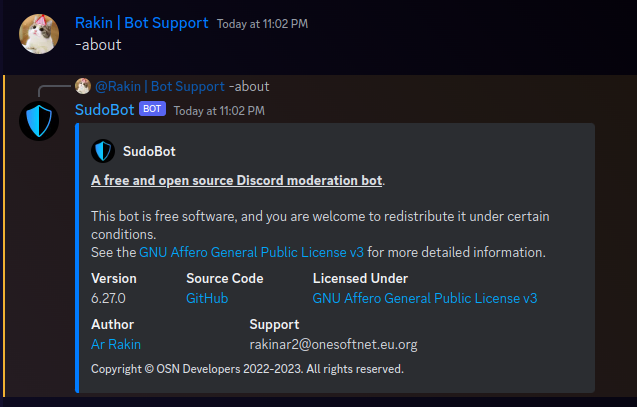 Rakin | Bot Support Today at 11:02 PM
-about
@Rakin | Bot Support -about
SudoBot BOT Today at 11:02 PM
SudoBot
A free and open source Discord moderation bot.
This bot is free software, and you are welcome to redistribute it under certain
conditions.
See the GNU Affero General Public License v3 for more detailed information.
Version Source Code Licensed Under
6.27.0 GitHub GNU Affero General Public License v3
Author Support
Ar Rakin rakinar2@onesoftnet.eu.org
Copyright © OSN Developers 2022-2023. All rights reserved.